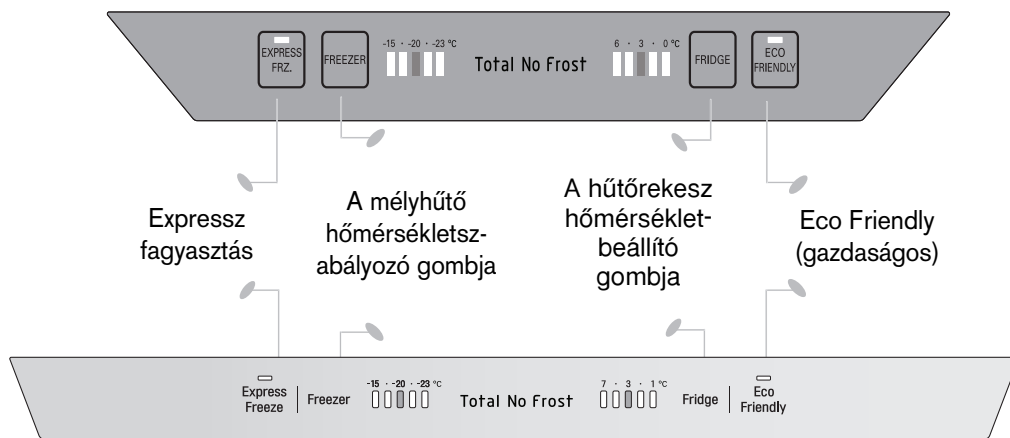 EXPRESS
FRZ.
FREEZER
-15 · -20 · -23 °C
Total No Frost
6 · 3 · 0 °C
FRIDGE
ECO
FRIENDLY
Expressz
fagyasztás
A mélyhűtő
hőmérsékletsz-
abályozó gombja
A hűtőrekesz
hőmérséklet-
beállító
gombja
Eco Friendly
(gazdaságos)
Express
Freeze
Freezer
-15 · -20 · -23 °C
Total No Frost
7 · 3 · 1 °C
Fridge
Eco
Friendly